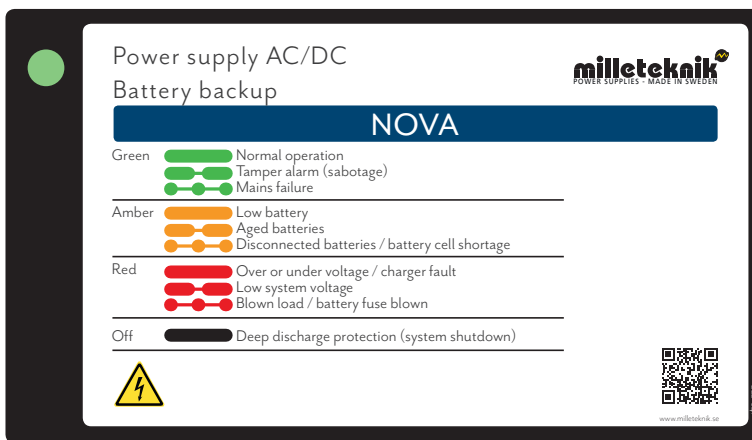 Power supply AC/DC
Battery backup
milleteknik
POWER SUPPLIES - MADE IN SWEDEN
NOVA
Green Normal operation
Tamper alarm (sabotage)
Mains failure
Amber Low battery
Aged batteries
Disconnected batteries / battery cell shortage
Red Over or under voltage / charger fault
Low system voltage
Blown load / battery fuse blown
Off Deep discharge protection (system shutdown)
www.milleteknik.se